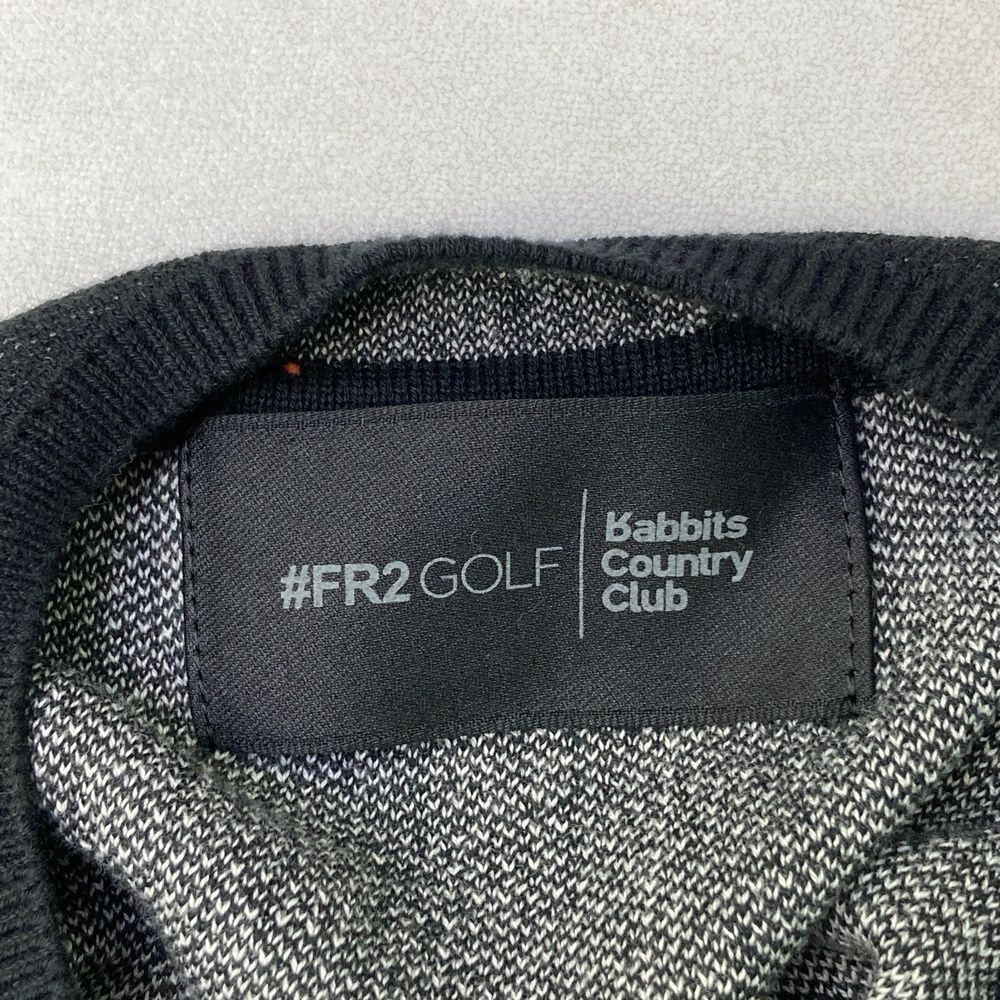 #FR2 GOLF
Rabbits
Country
Club